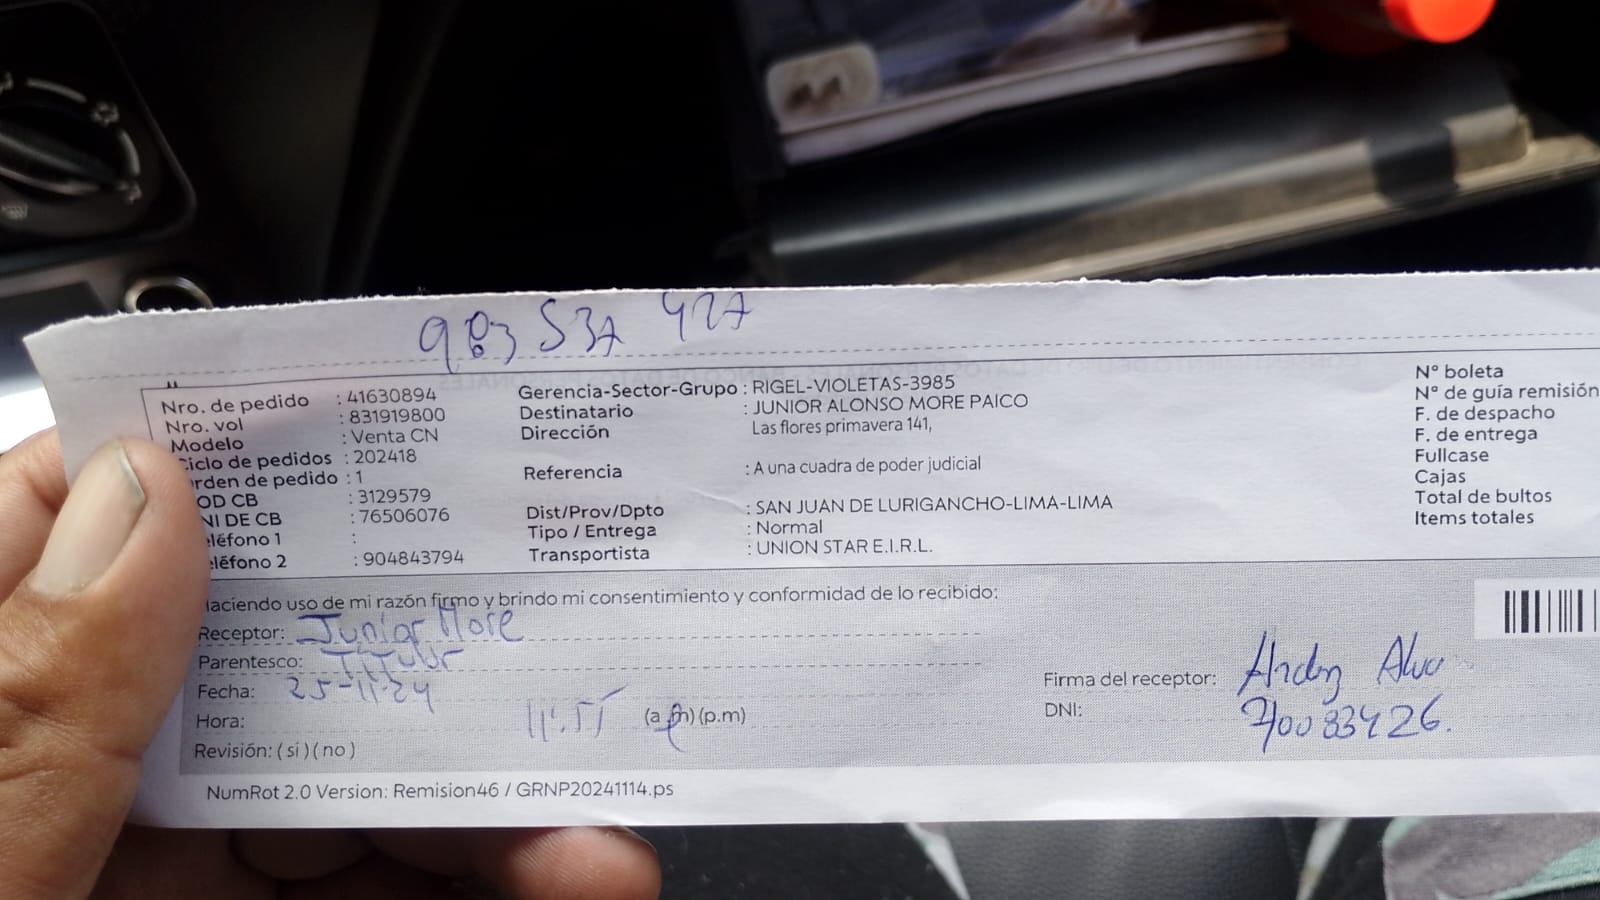 983 537 427
Nro. de pedido : 41630894
Nro. vol : 831919800
Modelo : Venta CN
Ciclo de pedidos : 202418
rden de pedido : 1
OD CB : 3129579
NI DE CB : 76506076
eléfono 1 :
eléfono 2 : 904843794
Gerencia-Sector-Grupo : RIGEL-VIOLETAS-3985
Destinatario : JUNIOR ALONSO MORE PAICO
Dirección Las flores primavera 141,
Referencia : A una cuadra de poder judicial
Dist/Prov/Dpto : SAN JUAN DE LURIGANCHO-LIMA-LIMA
Tipo / Entrega : Normal
Transportista : UNION STAR E.I.R.L.
N° boleta
N° de guía remisión
F. de despacho
F. de entrega
Fullcase
Cajas
Total de bultos
Items totales
Haciendo uso de mi razón firmo y brindo mi consentimiento y conformidad de lo recibido:
Receptor: Junior More
Parentesco: Titular
Fecha: 25-11-24
Hora: 11:55 (a.m) (p.m)
Revisión: ( si ) ( no )
Firma del receptor:
DNI: 70083426.
NumRot 2.0 Version: Remision46 / GRNP20241114.ps